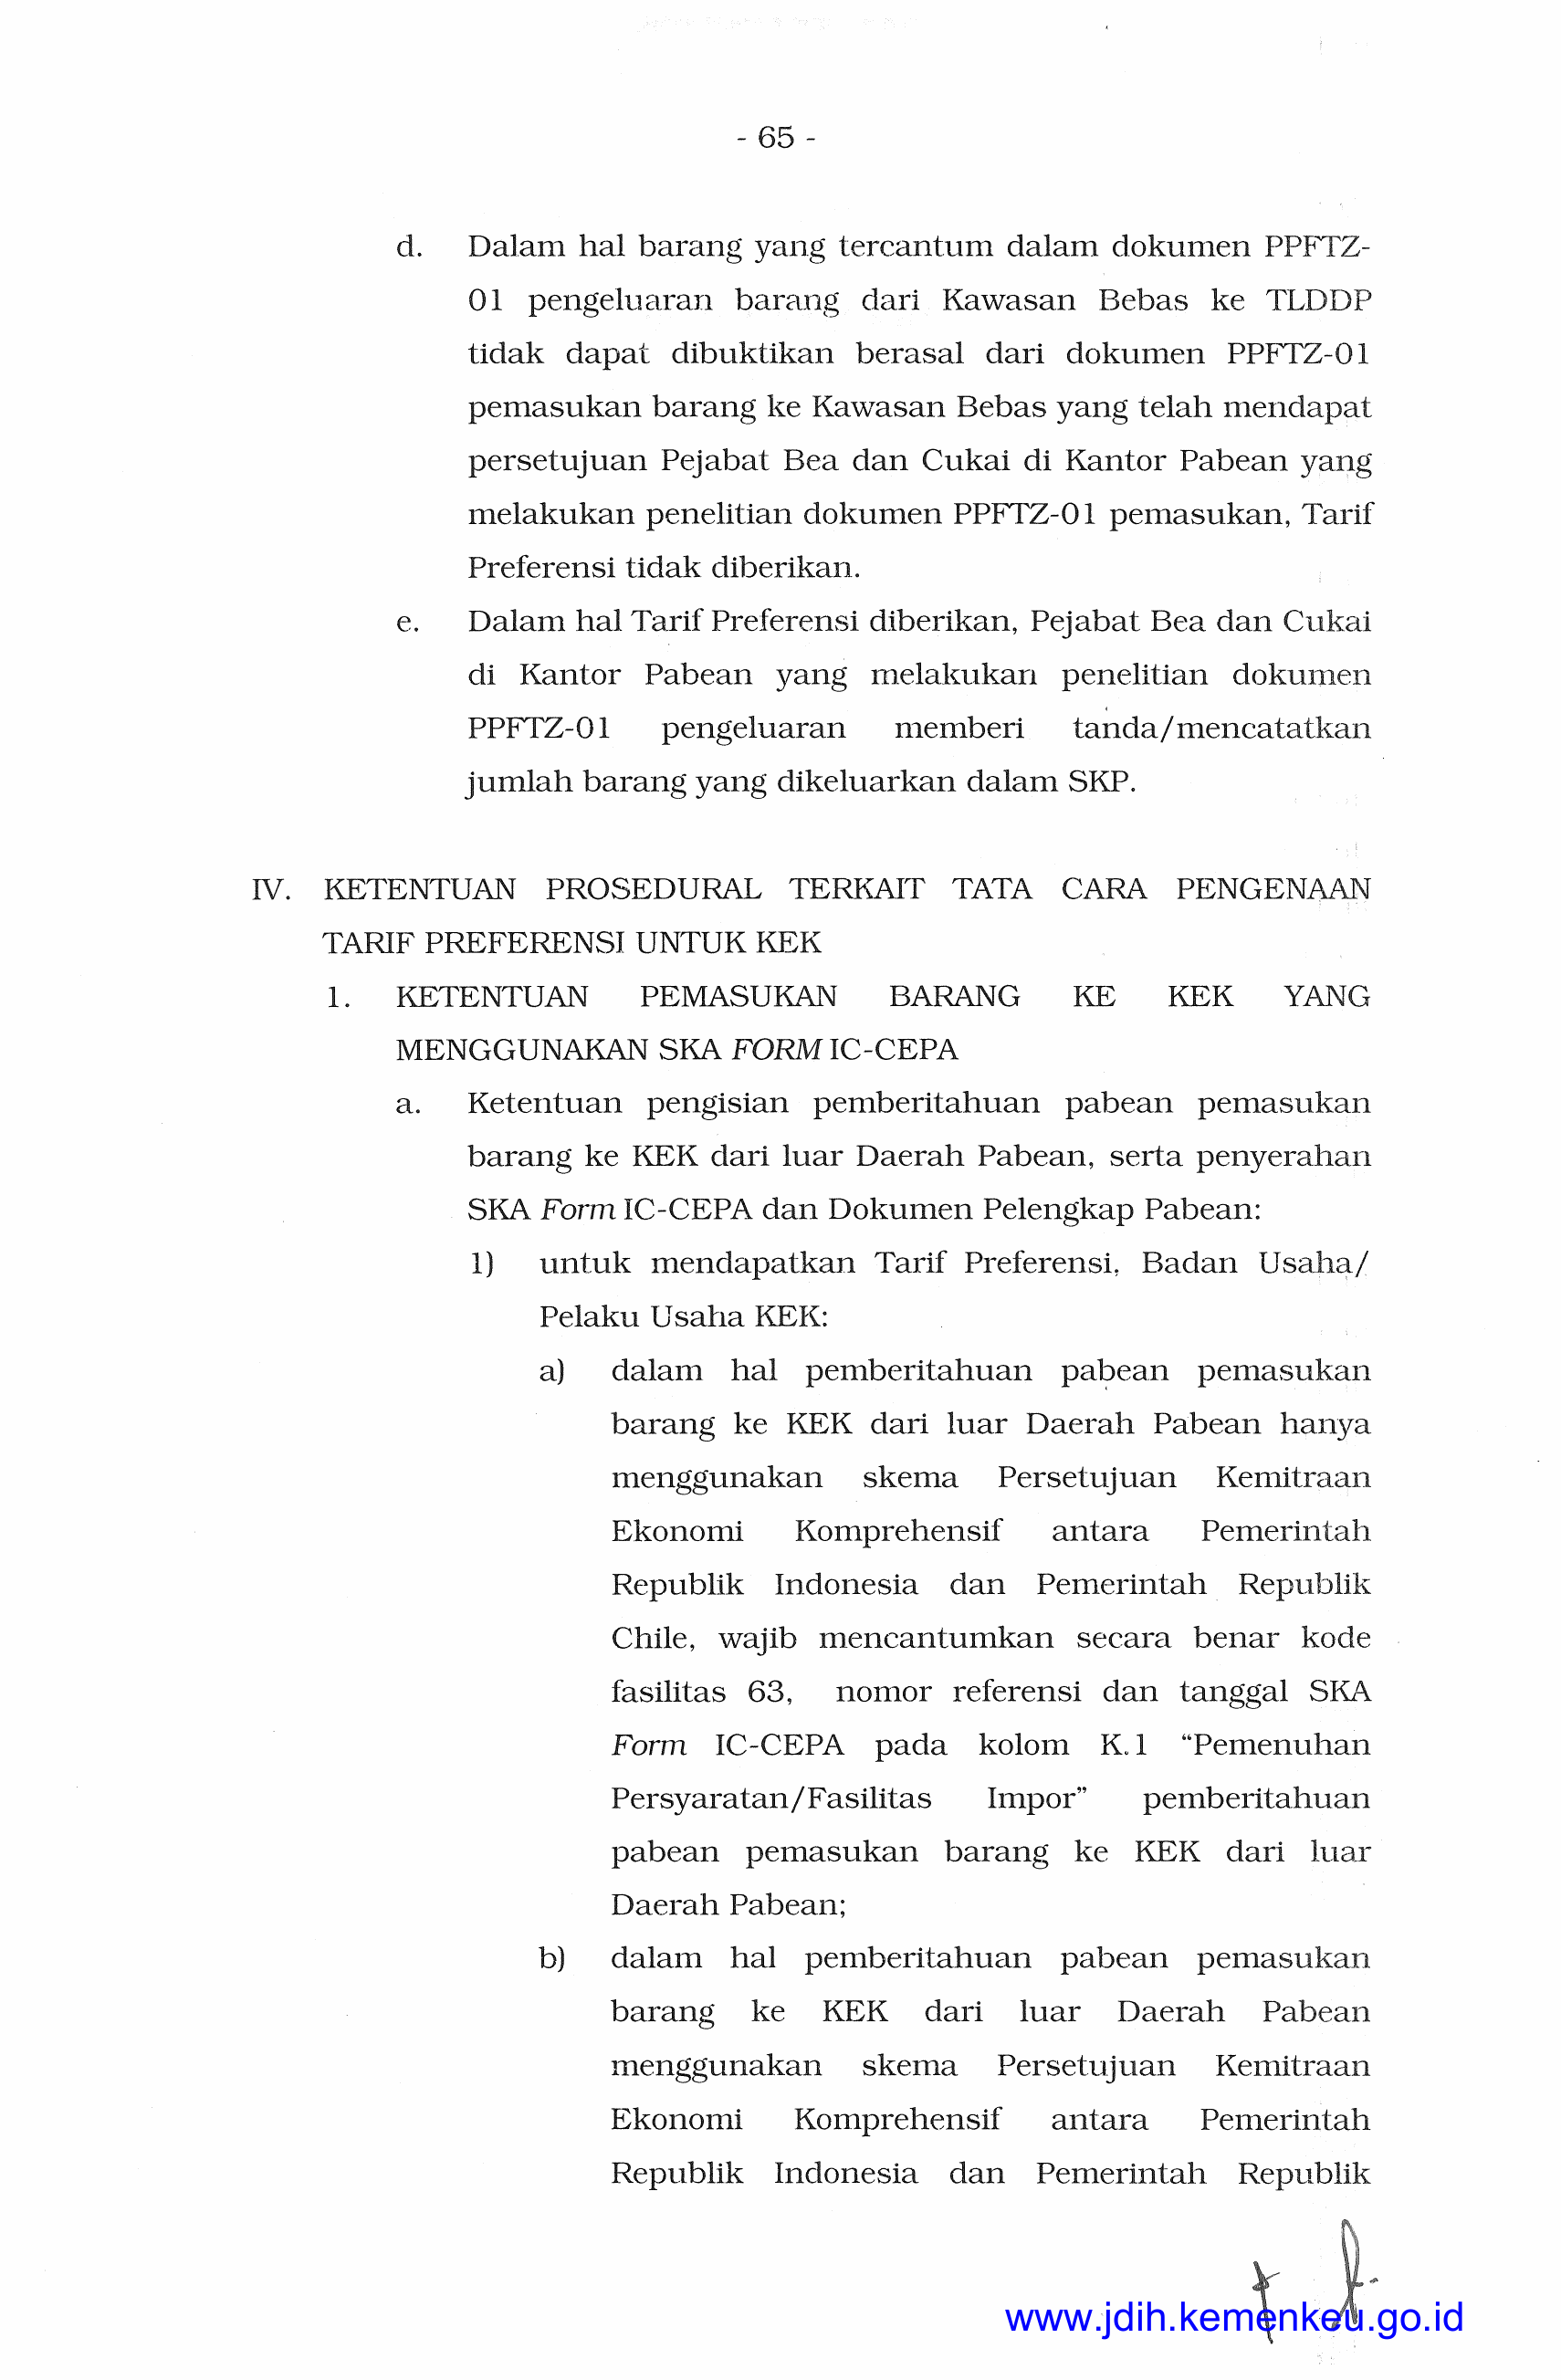 - 65 -
d. Dalam hal barang yang tercantum dalam dokumen PPFTZ-
01 pengeluaran barang dari Kawasan Bebas ke TLDDP
tidak dapat dibuktikan berasal dari dokumen PPFTZ-01
pemasukan barang ke Kawasan Bebas yang telah mendapat
persetujuan Pejabat Bea dan Cukai di Kantor Pabean yang
melakukan penelitian dokumen PPFTZ-01 pemasukan, Tarif
Preferensi tidak diberikan.
e. Dalam hal Tarif Preferensi diberikan, Pejabat Bea dan Cukai
di Kantor Pabean yang melakukan penelitian dokumen
PPFTZ-01 pengeluaran memberi tanda/mencatatkan
jumlah barang yang dikeluarkan dalam SKP.
IV. KETENTUAN PROSEDURAL TERKAIT TATA CARA PENGENAAN
TARIF PREFERENSI UNTUK KEK
1. KETENTUAN PEMASUKAN BARANG KE KEK YANG
MENGGUNAKAN SKA FORM IC-CEPA
a. Ketentuan pengisian pemberitahuan pabean pemasukan
barang ke KEK dari luar Daerah Pabean, serta penyerahan
SKA Form IC-CEPA dan Dokumen Pelengkap Pabean:
1) untuk mendapatkan Tarif Preferensi, Badan Usaha/
Pelaku Usaha KEK:
a) dalam hal pemberitahuan pabean pemasukan
barang ke KEK dari luar Daerah Pabean hanya
menggunakan skema Persetujuan Kemitraan
Ekonomi Komprehensif antara Pemerintah
Republik Indonesia dan Pemerintah Republik
Chile, wajib mencantumkan secara benar kode
fasilitas 63, nomor referensi dan tanggal SKA
Form IC-CEPA pada kolom K.1 “Pemenuhan
Persyaratan/Fasilitas Impor” pemberitahuan
pabean pemasukan barang ke KEK dari luar
Daerah Pabean;
b) dalam hal pemberitahuan pabean pemasukan
barang ke KEK dari luar Daerah Pabean
menggunakan skema Persetujuan Kemitraan
Ekonomi Komprehensif antara Pemerintah
Republik Indonesia dan Pemerintah Republik
www.jdih.kemenkeu.go.id